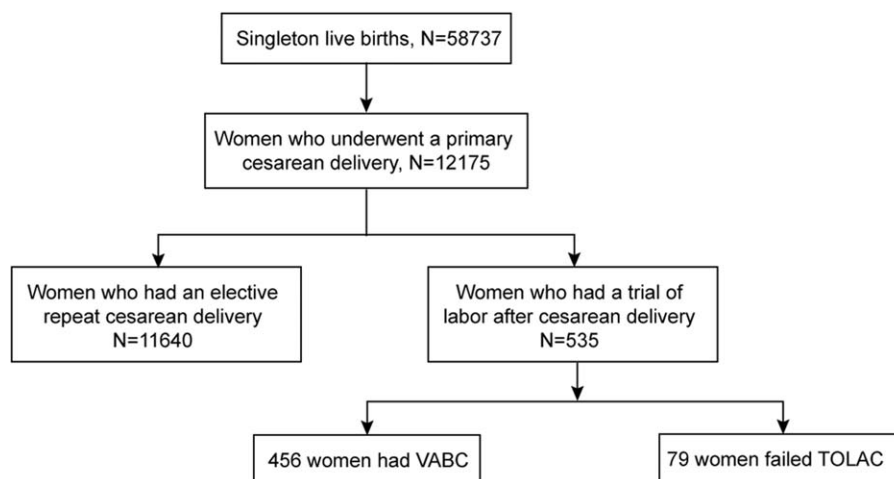 Singleton live births, N=58737
Women who underwent a primary
cesarean delivery, N=12175
Women who had an elective
repeat cesarean delivery
N=11640
Women who had a trial of
labor after cesarean delivery
N=535
456 women had VABC
79 women failed TOLAC